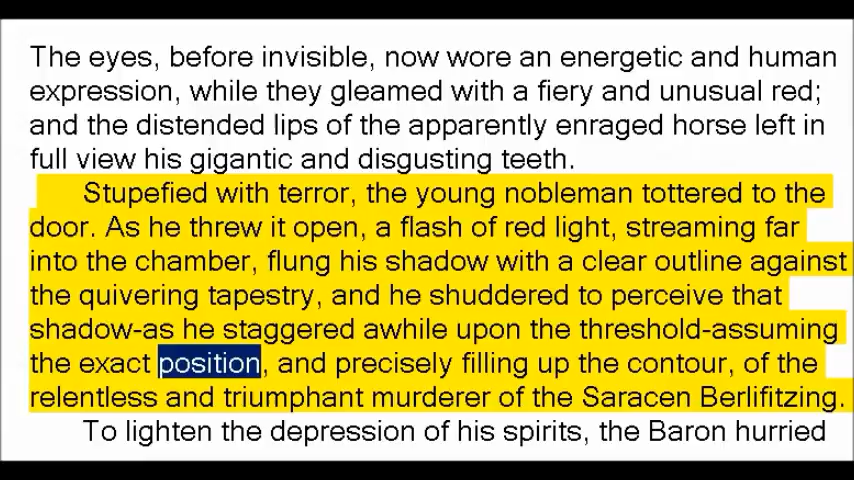 The eyes, before invisible, now wore an energetic and human
expression, while they gleamed with a fiery and unusual red;
and the distended lips of the apparently enraged horse left in
full view his gigantic and disgusting teeth.
Stupefied with terror, the young nobleman tottered to the
door. As he threw it open, a flash of red light, streaming far
into the chamber, flung his shadow with a clear outline against
the quivering tapestry, and he shuddered to perceive that
shadow-as he staggered awhile upon the threshold-assuming
the exact position, and precisely filling up the contour, of the
relentless and triumphant murderer of the Saracen Berlifitzing.
To lighten the depression of his spirits, the Baron hurried